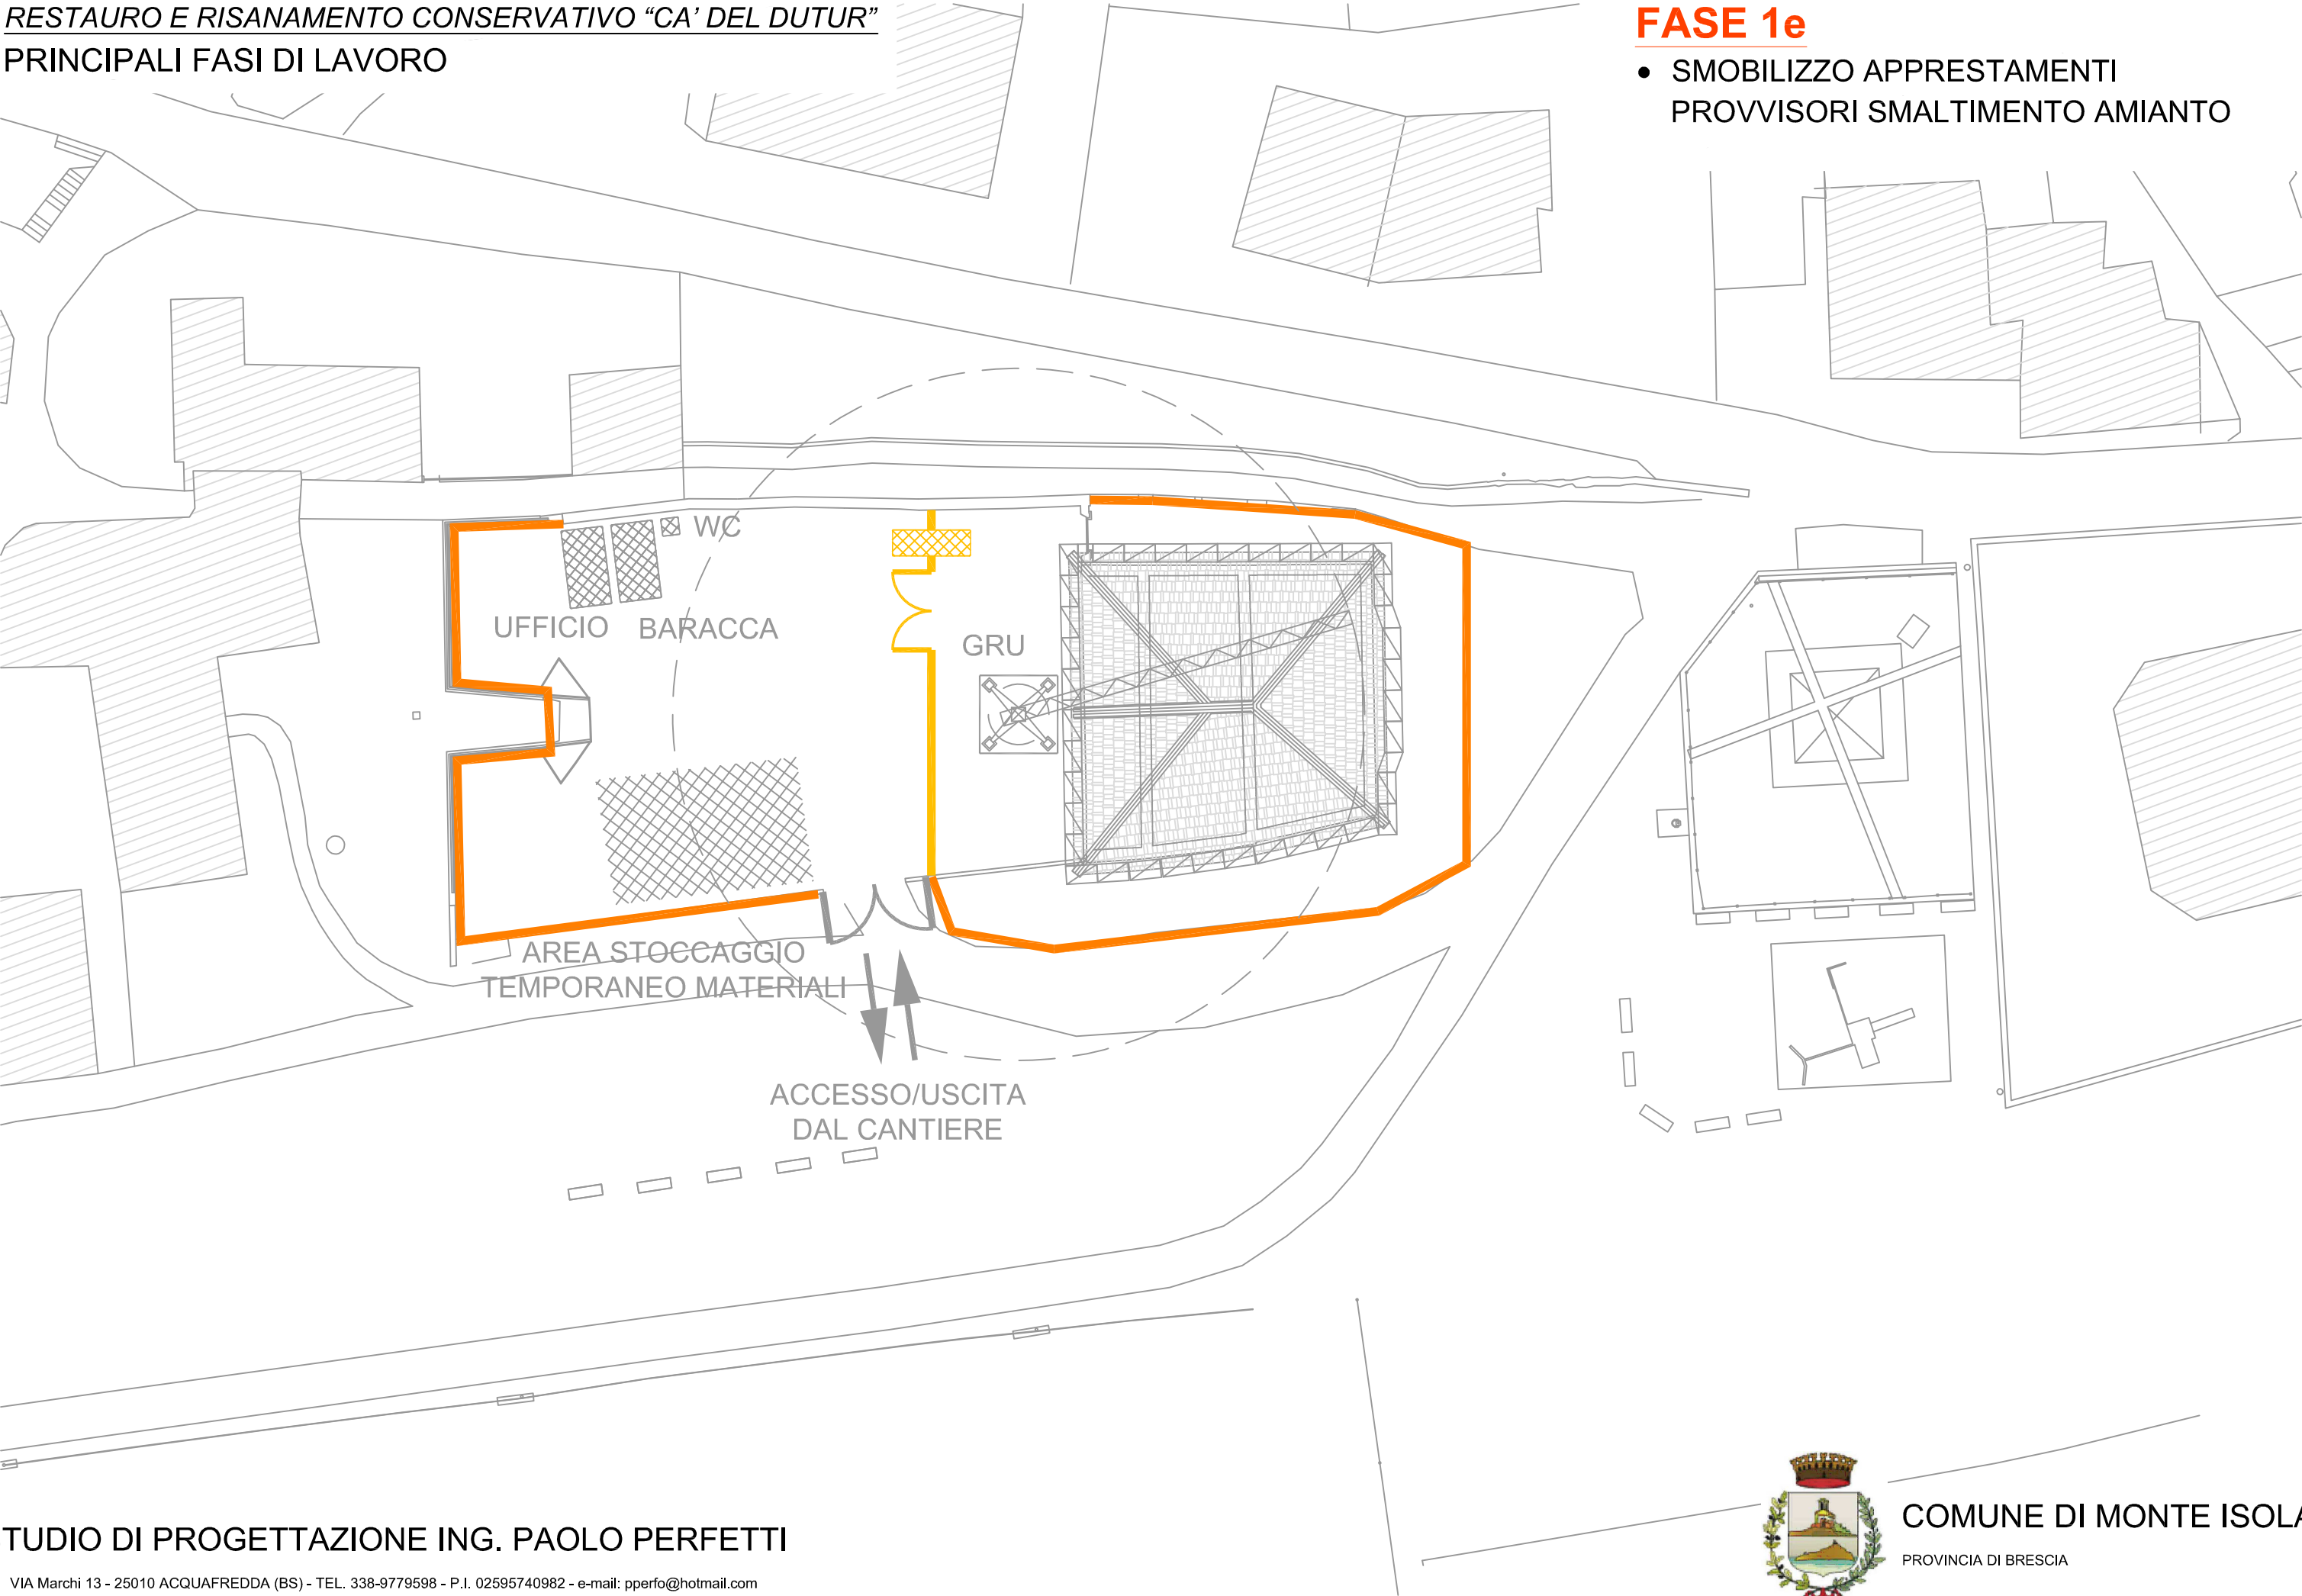 RESTAURO E RISANAMENTO CONSERVATIVO “CA’ DEL DUTUR”
PRINCIPALI FASI DI LAVORO
FASE 1e
• SMOBILIZZO APPRESTAMENTI
PROVVISORI SMALTIMENTO AMIANTO
WC
UFFICIO
BARACCA
GRU
AREA STOCCAGGIO
TEMPORANEO MATERIALI
ACCESSO/USCITA
DAL CANTIERE
TUDIO DI PROGETTAZIONE ING. PAOLO PERFETTI
VIA Marchi 13 - 25010 ACQUAFREDDA (BS) - TEL. 338-9779598 - P.I. 02595740982 - e-mail: pperfo@hotmail.com
COMUNE DI MONTE ISOLA
PROVINCIA DI BRESCIA